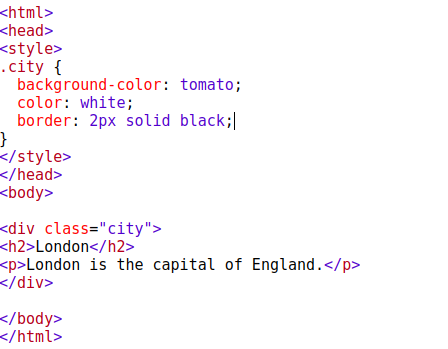 <html>
<head>
<style>
.city {
  background-color: tomato;
  color: white;
  border: 2px solid black;
}
</style>
</head>
<body>

<div class="city">
<h2>London</h2>
<p>London is the capital of England.</p>
</div>

</body>
</html>